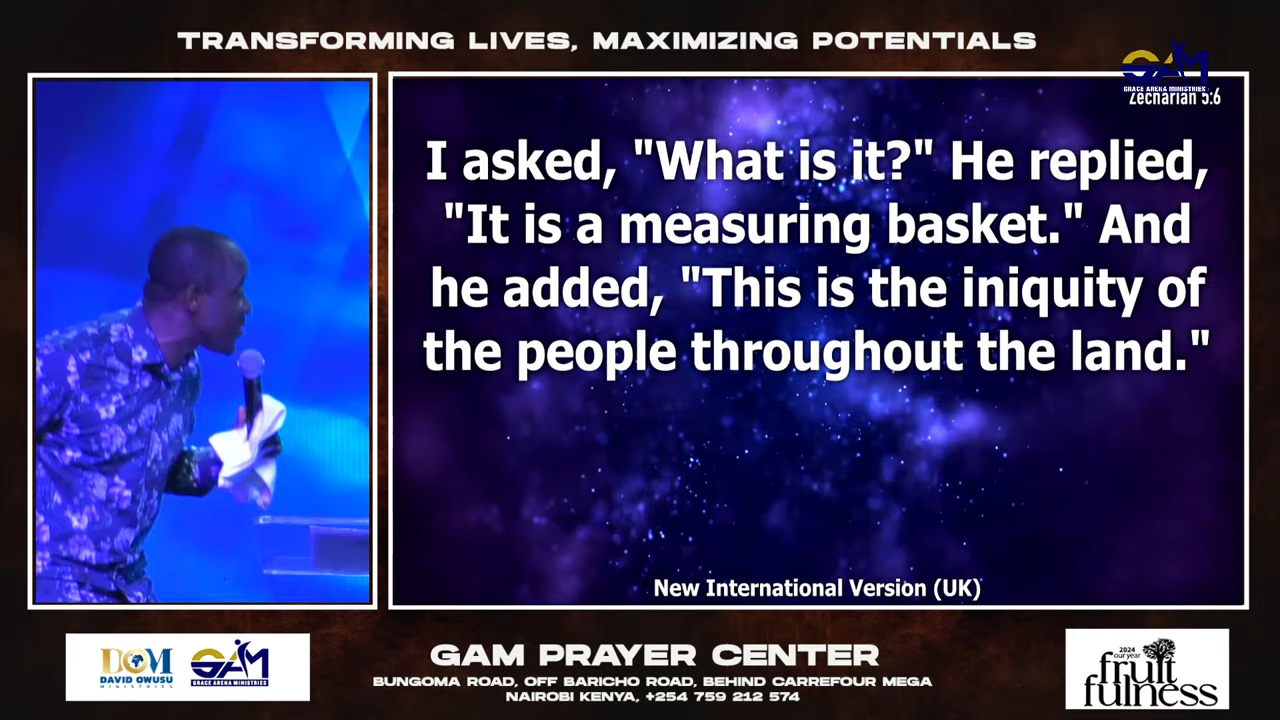 TRANSFORMING LIVES, MAXIMIZING POTENTIALS
GAM
GRACE ARENA MINISTRIES
Zechariah 5:6
I asked, "What is it?" He replied,
"It is a measuring basket." And
he added, "This is the iniquity of
the people throughout the land."
New International Version (UK)
DOM
DAVID OWUSU
MINISTRIES
GAM
GRACE ARENA MINISTRIES
GAM PRAYER CENTER
BUNGOMA ROAD, OFF BARICHO ROAD, BEHIND CARREFOUR MEGA
NAIROBI KENYA, +254 759 212 574
2024
our year
fruit
fulness